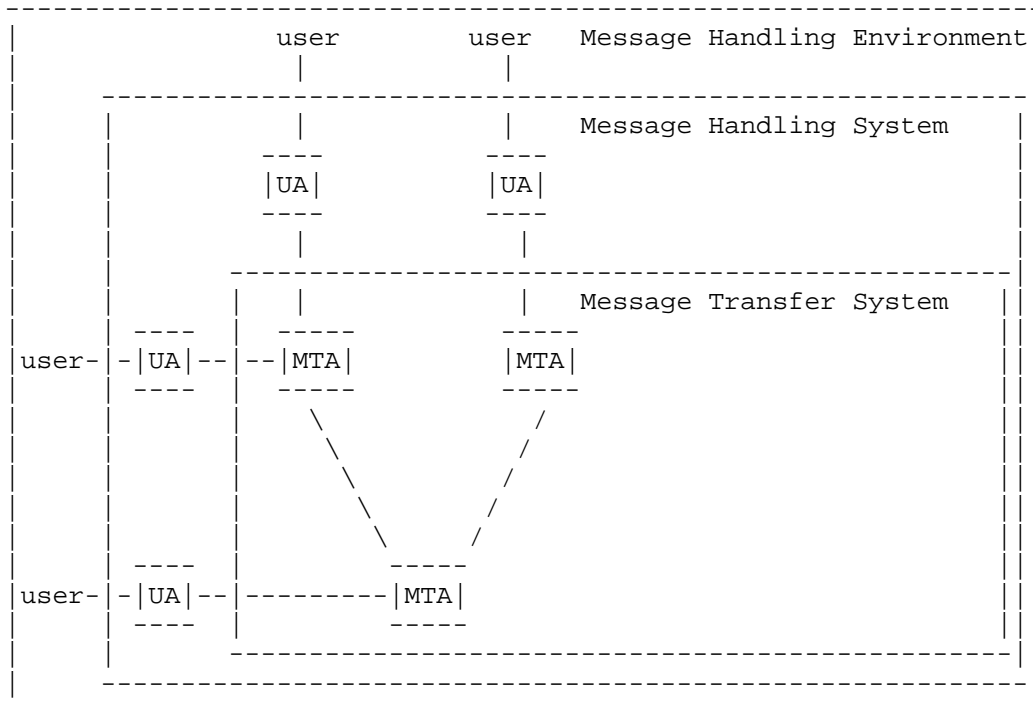 user user Message Handling Environment
Message Handling System
UA UA
Message Transfer System
user UA MTA MTA
user UA MTA